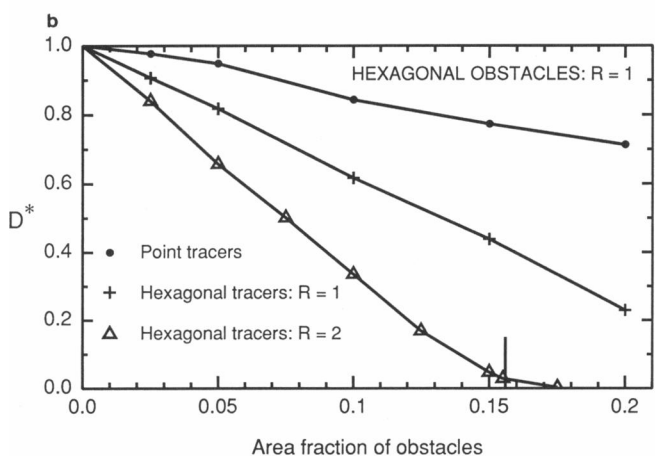 b
1.0
HEXAGONAL OBSTACLES: R = 1
0.8
0.6
D*
0.4
Point tracers
Hexagonal tracers: R = 1
0.2
Hexagonal tracers: R = 2
0.0
0.0 0.05 0.1 0.15 0.2
Area fraction of obstacles